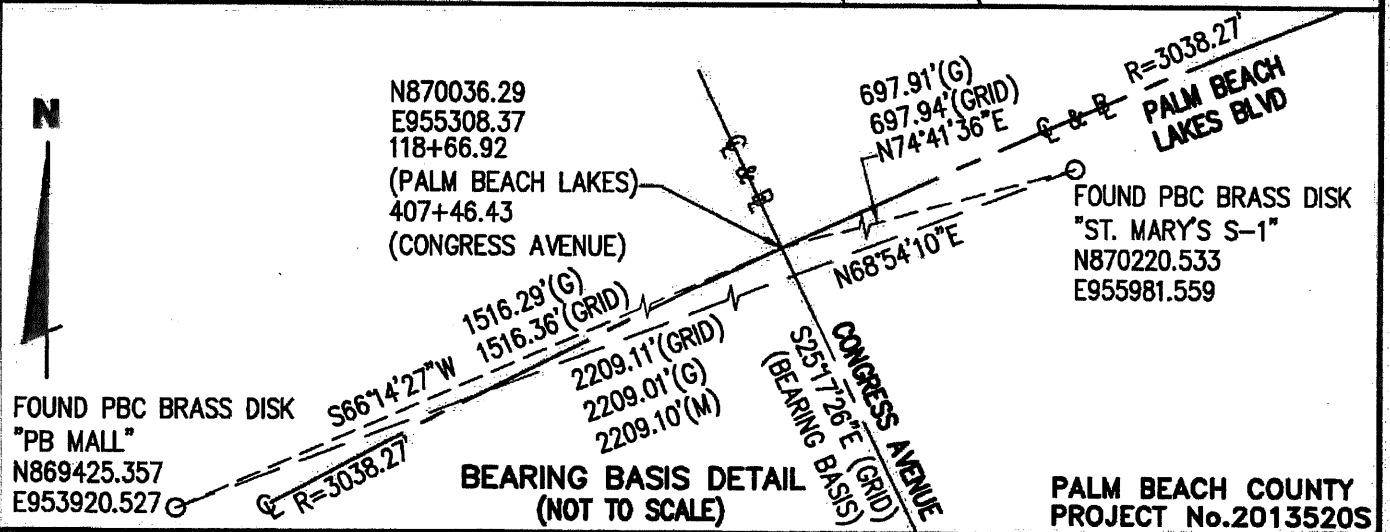 N
N870036.29
E955308.37
118+66.92
(PALM BEACH LAKES)
407+46.43
(CONGRESS AVENUE)
697.91'(G)
697.94'(GRID)
N74°41'36"E
R=3038.27'
℄ & B͞L
PALM BEACH
LAKES BLVD
℄ & B͞L
FOUND PBC BRASS DISK
"ST. MARY'S S-1"
N870220.533
E955981.559
N68°54'10"E
1516.29'(G)
1516.36'(GRID)
S66°14'27"W
2209.11'(GRID)
2209.01'(G)
2209.10'(M)
CONGRESS AVENUE
S25°17'26"E (GRID)
(BEARING BASIS)
FOUND PBC BRASS DISK
"PB MALL"
N869425.357
E953920.527
℄ R=3038.27'
BEARING BASIS DETAIL
(NOT TO SCALE)
PALM BEACH COUNTY
PROJECT No.2013520S